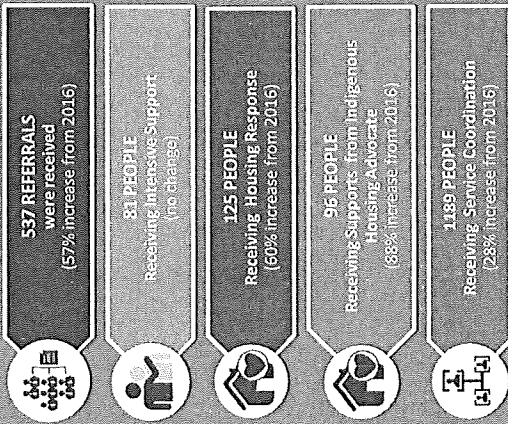 537 REFERRALS
were received
(57% increase from 2016)
81 PEOPLE
Receiving Intensive Support
(no change)
125 PEOPLE
Receiving Housing Response
(60% increase from 2016)
96 PEOPLE
Receiving Supports from Indigenous
Housing Advocate
(88% increase from 2016)
1189 PEOPLE
Receiving Service Coordination
(28% increase from 2016)